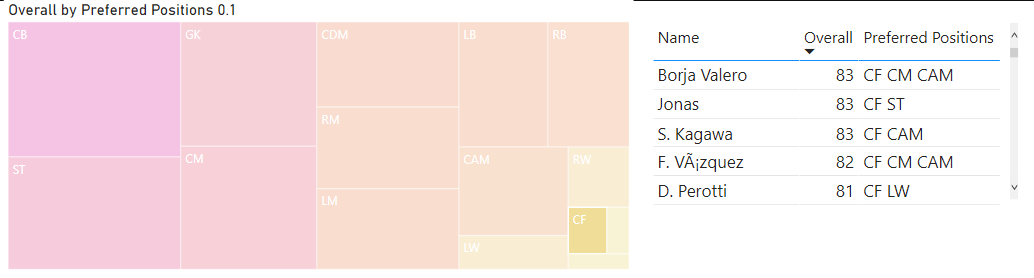 Overall by Preferred Positions 0.1
CB
GK
CDM
LB
RB
RM
ST
CM
CAM
RW
LM
CF
LW
Name Overall Preferred Positions
Borja Valero 83 CF CM CAM
Jonas 83 CF ST
S. Kagawa 83 CF CAM
F. VÃ¡zquez 82 CF CM CAM
D. Perotti 81 CF LW